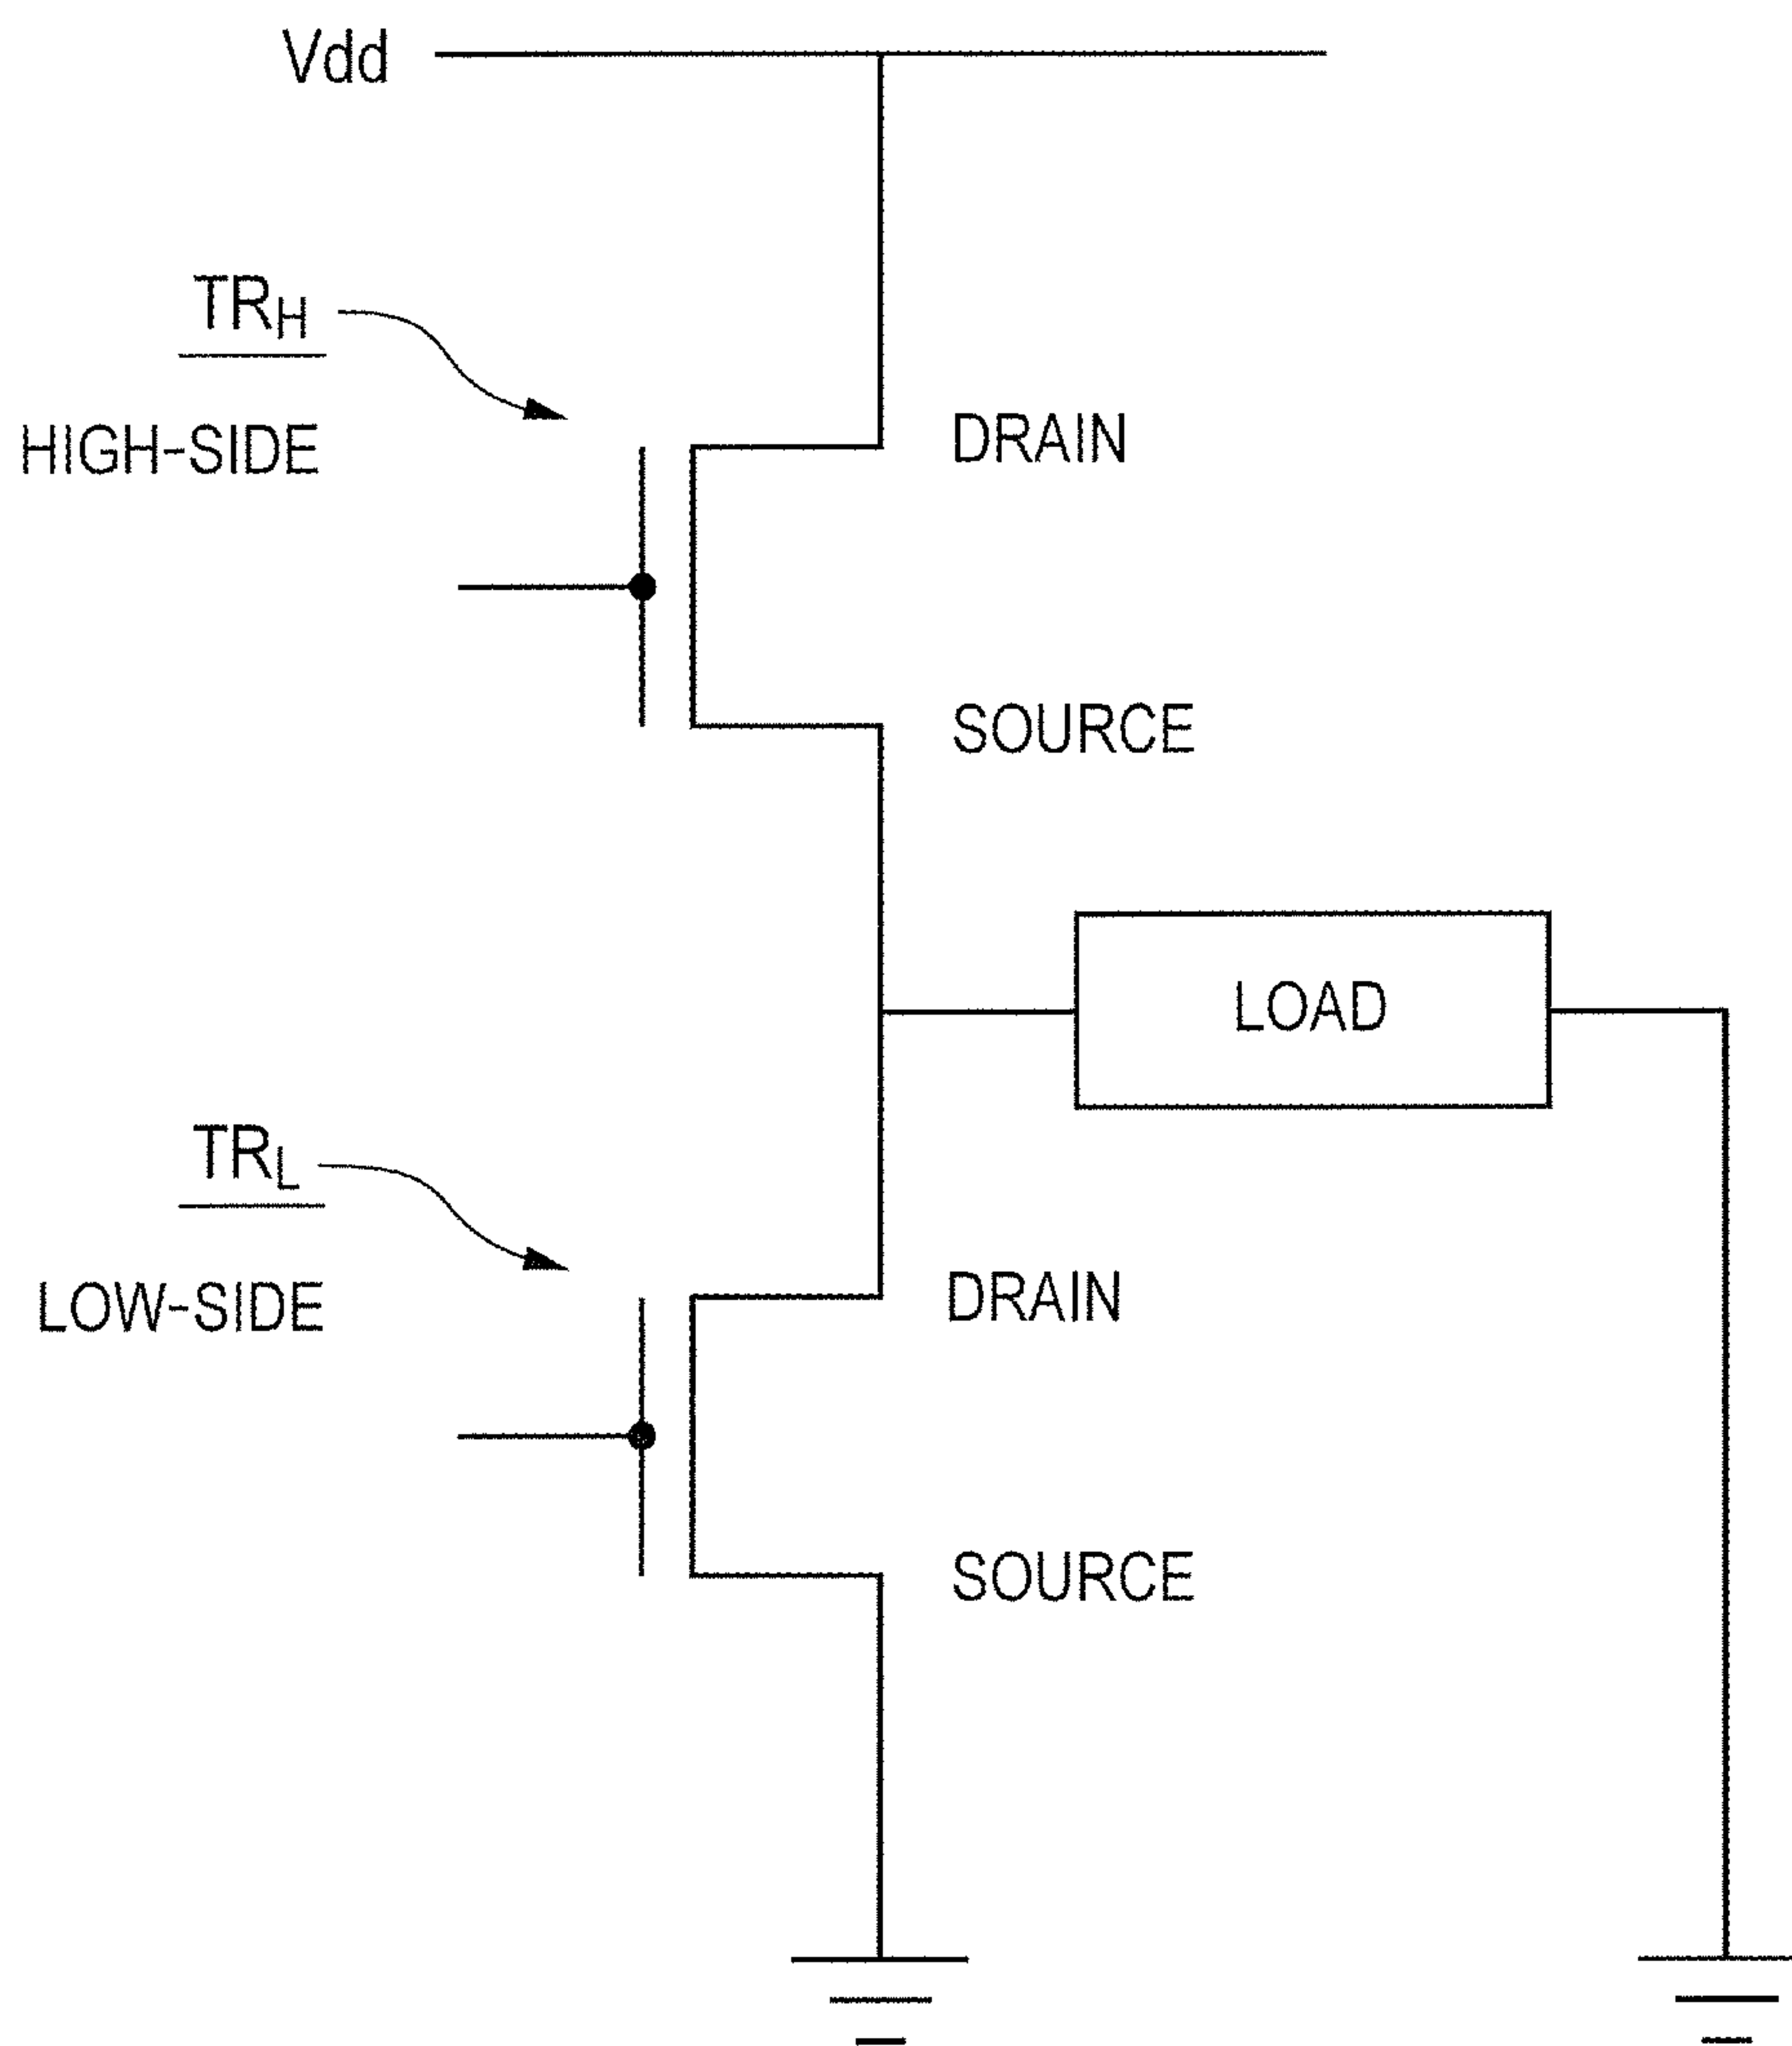 Vdd
TRH
HIGH-SIDE
DRAIN
SOURCE
LOAD
TRL
LOW-SIDE
DRAIN
SOURCE